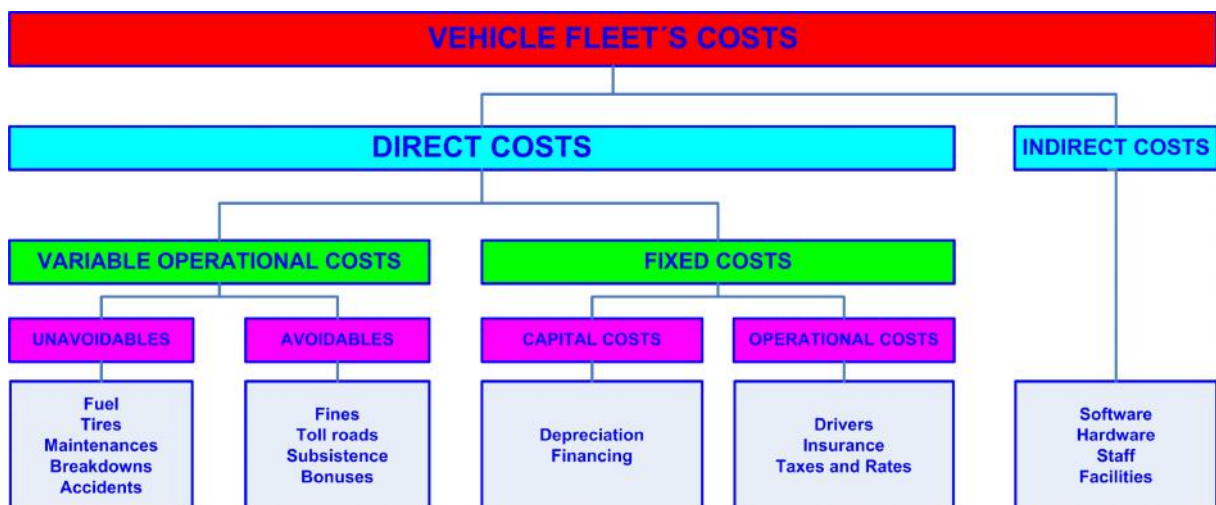 VEHICLE FLEET´S COSTS
DIRECT COSTS
INDIRECT COSTS
VARIABLE OPERATIONAL COSTS
FIXED COSTS
UNAVOIDABLES
AVOIDABLES
CAPITAL COSTS
OPERATIONAL COSTS
Fuel
Tires
Maintenances
Breakdowns
Accidents
Fines
Toll roads
Subsistence
Bonuses
Depreciation
Financing
Drivers
Insurance
Taxes and Rates
Software
Hardware
Staff
Facilities